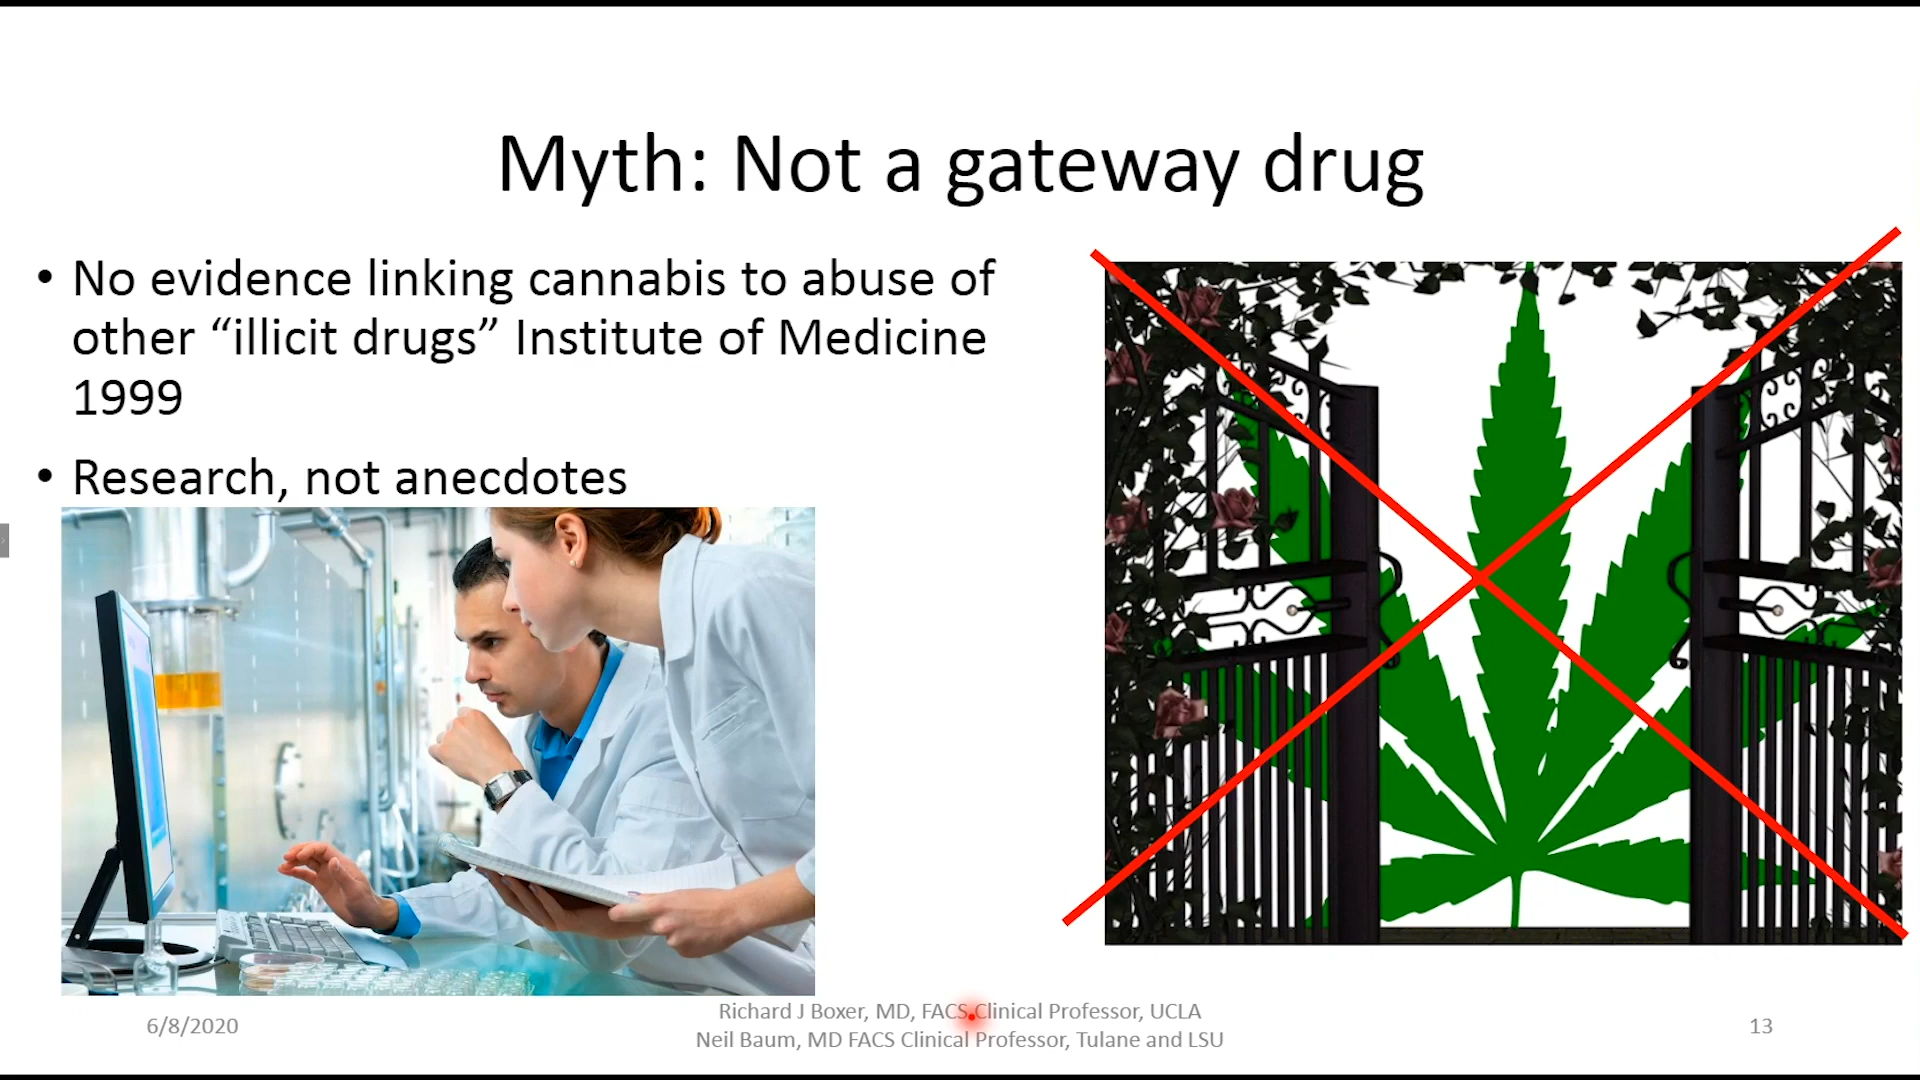 Myth: Not a gateway drug
• No evidence linking cannabis to abuse of
other “illicit drugs” Institute of Medicine
1999
• Research, not anecdotes
6/8/2020
Richard J Boxer, MD, FACS Clinical Professor, UCLA
Neil Baum, MD FACS Clinical Professor, Tulane and LSU
13